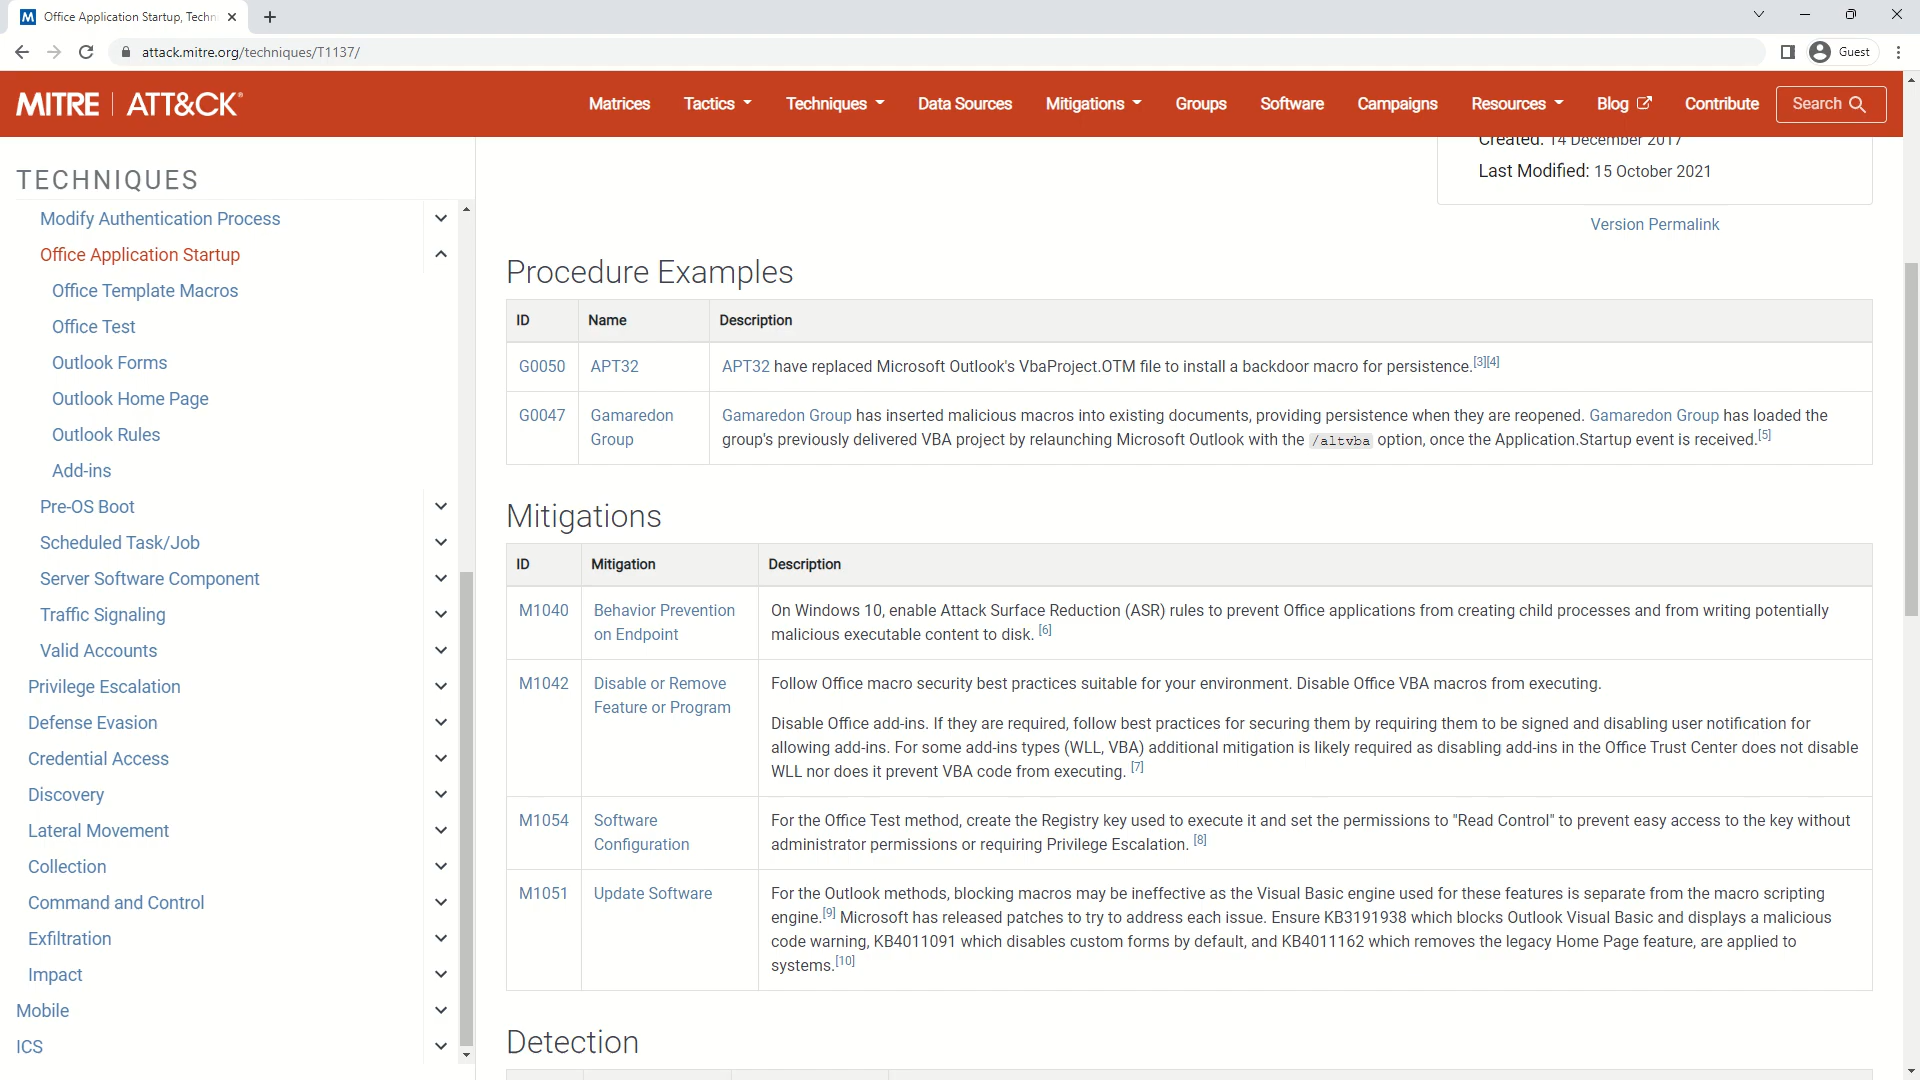 Office Application Startup, Techn
attack.mitre.org/techniques/T1137/
Guest
MITRE | ATT&CK®
Matrices Tactics Techniques Data Sources Mitigations Groups Software Campaigns Resources Blog Contribute Search
TECHNIQUES
Modify Authentication Process
Office Application Startup
Office Template Macros
Office Test
Outlook Forms
Outlook Home Page
Outlook Rules
Add-ins
Pre-OS Boot
Scheduled Task/Job
Server Software Component
Traffic Signaling
Valid Accounts
Privilege Escalation
Defense Evasion
Credential Access
Discovery
Lateral Movement
Collection
Command and Control
Exfiltration
Impact
Mobile
ICS
Created: 14 December 2017
Last Modified: 15 October 2021
Version Permalink
Procedure Examples
ID Name Description
G0050 APT32 APT32 have replaced Microsoft Outlook's VbaProject.OTM file to install a backdoor macro for persistence.[3][4]
G0047 Gamaredon Gamaredon Group has inserted malicious macros into existing documents, providing persistence when they are reopened. Gamaredon Group has loaded the
Group group's previously delivered VBA project by relaunching Microsoft Outlook with the /altvba option, once the Application.Startup event is received.[5]
Mitigations
ID Mitigation Description
M1040 Behavior Prevention On Windows 10, enable Attack Surface Reduction (ASR) rules to prevent Office applications from creating child processes and from writing potentially
on Endpoint malicious executable content to disk. [6]
M1042 Disable or Remove Follow Office macro security best practices suitable for your environment. Disable Office VBA macros from executing.
Feature or Program
Disable Office add-ins. If they are required, follow best practices for securing them by requiring them to be signed and disabling user notification for
allowing add-ins. For some add-ins types (WLL, VBA) additional mitigation is likely required as disabling add-ins in the Office Trust Center does not disable
WLL nor does it prevent VBA code from executing. [7]
M1054 Software For the Office Test method, create the Registry key used to execute it and set the permissions to "Read Control" to prevent easy access to the key without
Configuration administrator permissions or requiring Privilege Escalation. [8]
M1051 Update Software For the Outlook methods, blocking macros may be ineffective as the Visual Basic engine used for these features is separate from the macro scripting
engine.[9] Microsoft has released patches to try to address each issue. Ensure KB3191938 which blocks Outlook Visual Basic and displays a malicious
code warning, KB4011091 which disables custom forms by default, and KB4011162 which removes the legacy Home Page feature, are applied to
systems.[10]
Detection